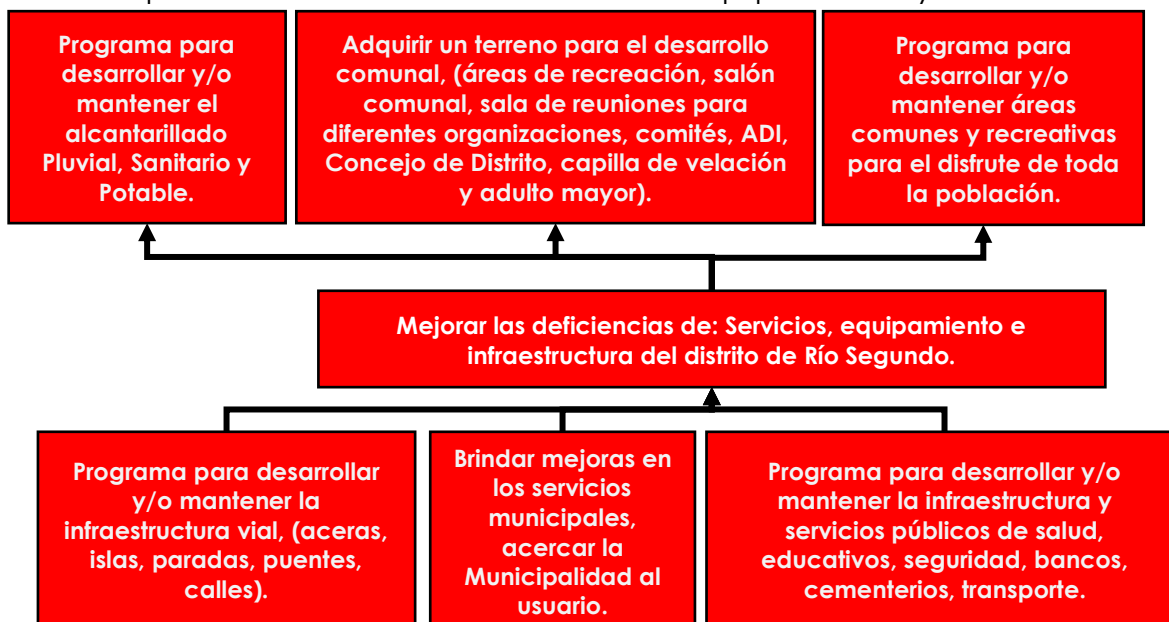 Programa para
desarrollar y/o
mantener el
alcantarillado
Pluvial, Sanitario y
Potable.
Adquirir un terreno para el desarrollo
comunal, (áreas de recreación, salón
comunal, sala de reuniones para
diferentes organizaciones, comités, ADI,
Concejo de Distrito, capilla de velación
y adulto mayor).
Programa para
desarrollar y/o
mantener áreas
comunes y recreativas
para el disfrute de toda
la población.
Mejorar las deficiencias de: Servicios, equipamiento e
infraestructura del distrito de Río Segundo.
Programa para desarrollar
y/o mantener la
infraestructura vial, (aceras,
islas, paradas, puentes,
calles).
Brindar mejoras en
los servicios
municipales,
acercar la
Municipalidad al
usuario.
Programa para desarrollar y/o
mantener la infraestructura y
servicios públicos de salud,
educativos, seguridad, bancos,
cementerios, transporte.